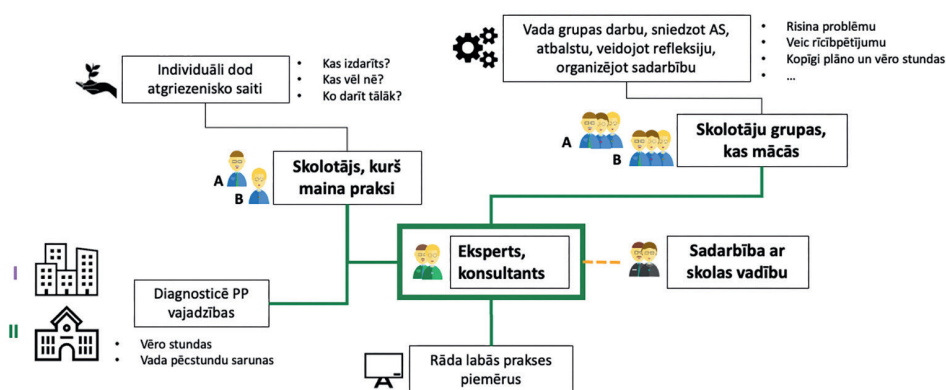 Individuāli dod
atgriezenisko saiti
• Kas izdarīts?
• Kas vēl nē?
• Ko darīt tālāk?
Vada grupas darbu, sniedzot AS,
atbalstu, veidojot refleksiju,
organizējot sadarbību
• Risina problēmu
• Veic rīcībpētījumu
• Kopīgi plāno un vēro stundas
• ...
A
B
Skolotājs, kurš
maina praksi
A
B
Skolotāju grupas,
kas mācās
Eksperts,
konsultants
Sadarbība ar
skolas vadību
I
II
Diagnosticē PP
vajadzības
• Vēro stundas
• Vada pēcstundu sarunas
Rāda labās prakses
piemērus